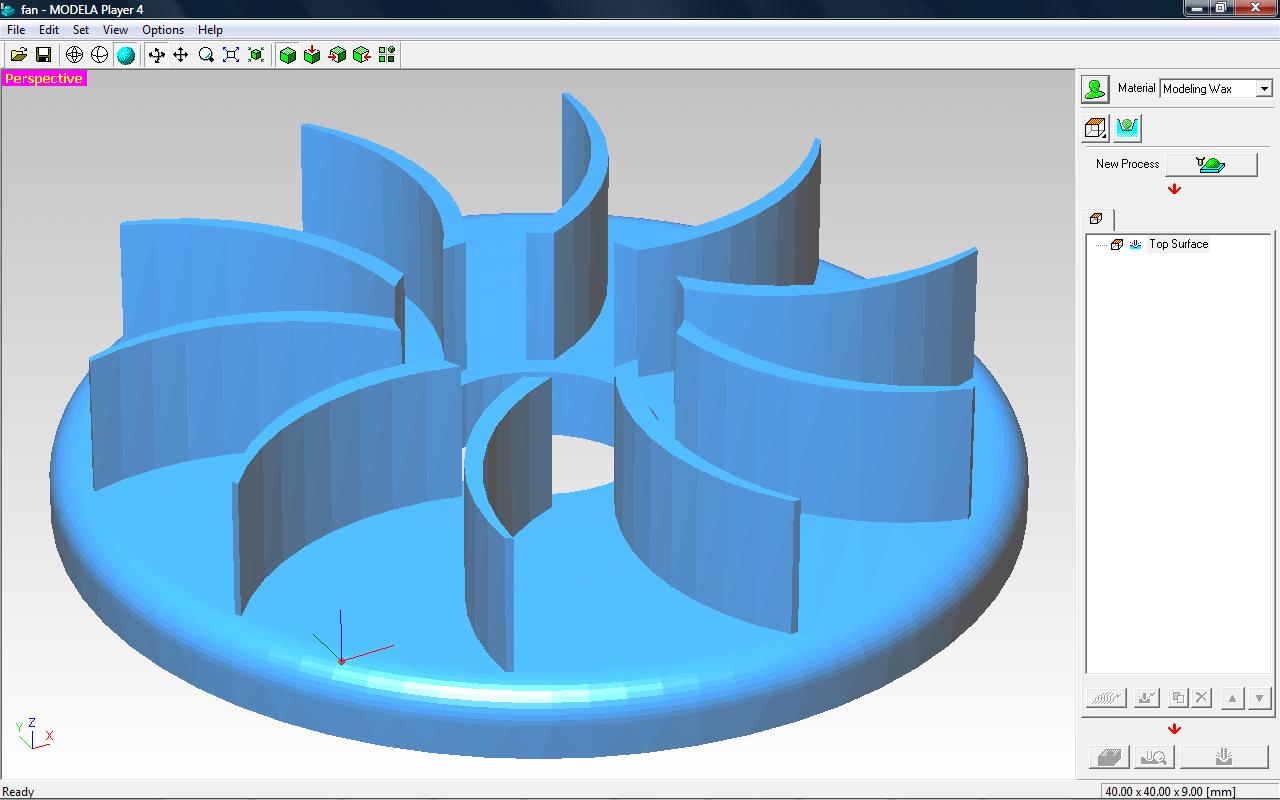 fan - MODELA Player 4
File Edit Set View Options Help
Perspective
Material Modeling Wax
New Process
Top Surface
Z
Y
X
Ready
40.00 x 40.00 x 9.00 [mm]